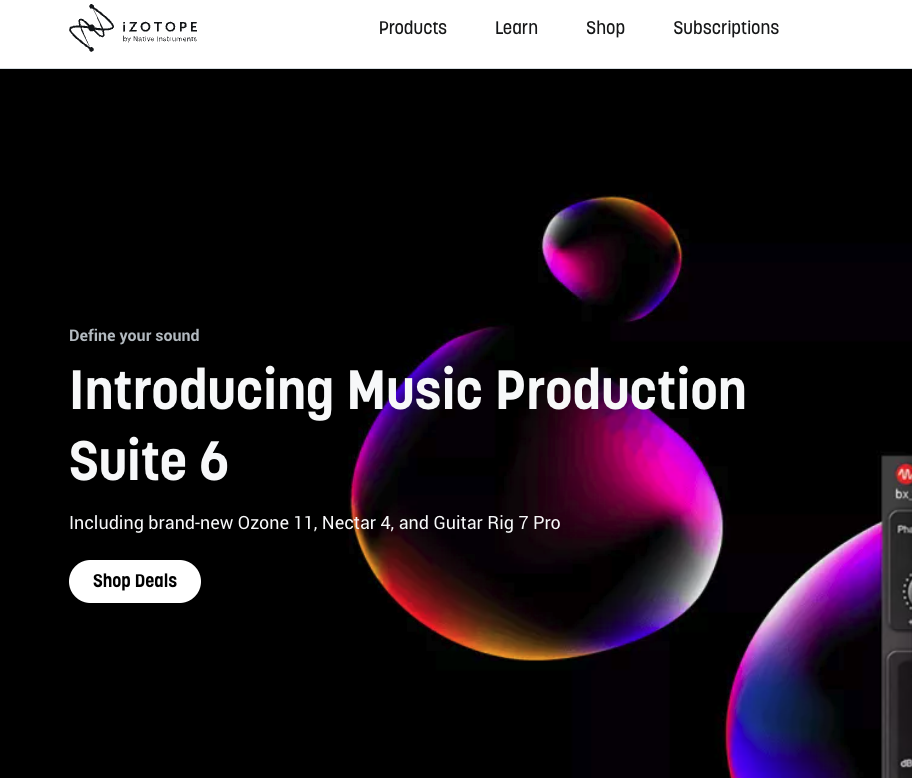 iZOTOPE
by Native Instruments
Products Learn Shop Subscriptions
Define your sound
Introducing Music Production
Suite 6
Including brand-new Ozone 11, Nectar 4, and Guitar Rig 7 Pro
Shop Deals
bx_
Pha
dB